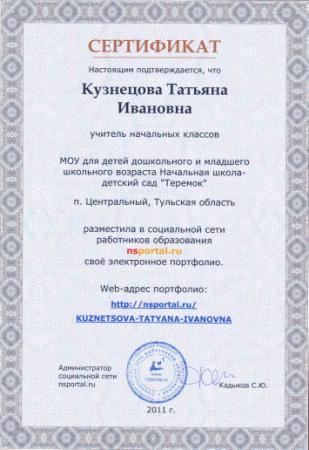 СЕРТИФИКАТ
Настоящим подтверждается, что
Кузнецова Татьяна
Ивановна
учитель начальных классов
МОУ для детей дошкольного и младшего
школьного возраста Начальная школа-
детский сад "Теремок"
п. Центральный, Тульская область
разместила в социальной сети
работников образования
nsportal.ru
своё электронное портфолио.
Web-адрес портфолио:
http://nsportal.ru/
KUZNETSOVA-TATYANA-IVANOVNA
Администратор
социальной сети
nsportal.ru
Кадыков С.Ю.
2011 г.